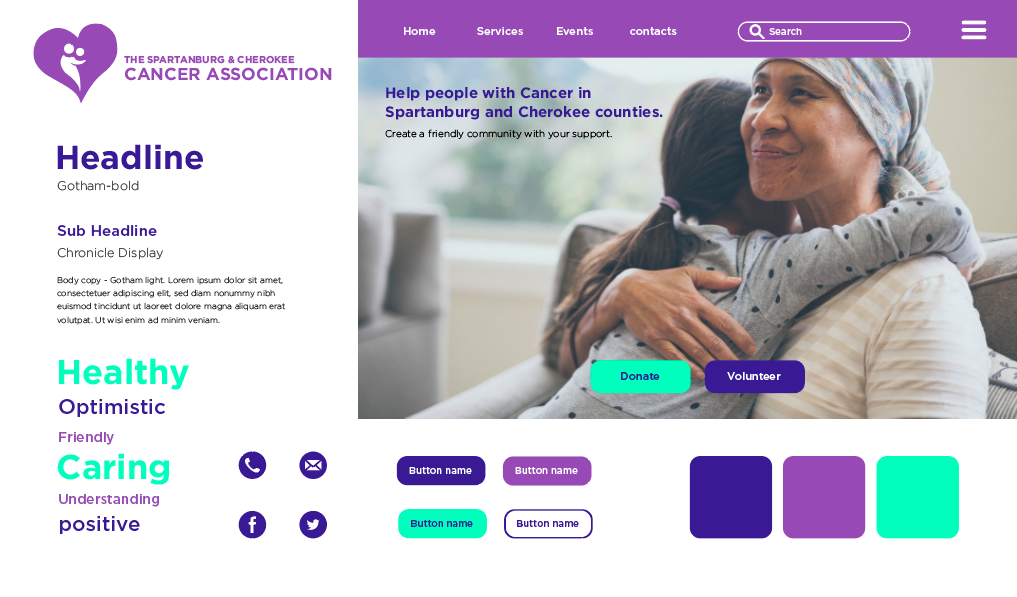 THE SPARTANBURG & CHEROKEE
CANCER ASSOCIATION
Home
Services
Events
contacts
Search
Help people with Cancer in
Spartanburg and Cherokee counties.
Create a friendly community with your support.
Headline
Gotham-bold
Sub Headline
Chronicle Display
Body copy - Gotham light. Lorem ipsum dolor sit amet,
consectetuer adipiscing elit, sed diam nonummy nibh
euismod tincidunt ut laoreet dolore magna aliquam erat
volutpat. Ut wisi enim ad minim veniam.
Donate
Volunteer
Healthy
Optimistic
Friendly
Caring
Understanding
positive
Button name
Button name
Button name
Button name